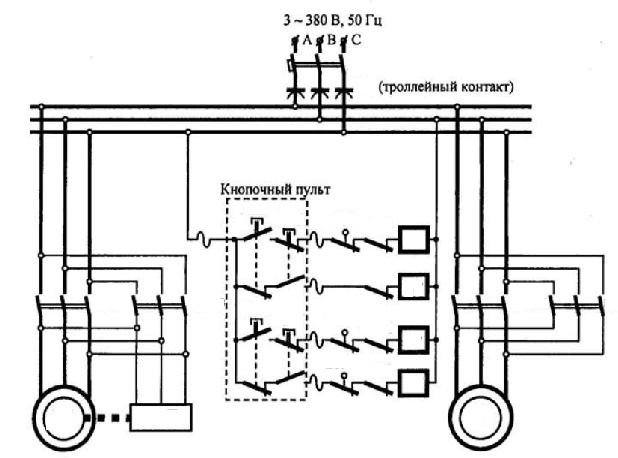 3 ~ 380 В, 50 Гц
А В С
(троллейный контакт)
Кнопочный пульт